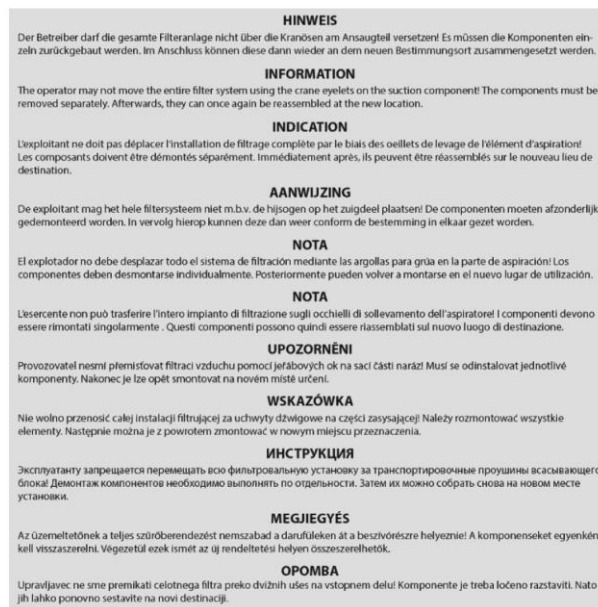 HINWEIS
Der Betreiber darf die gesamte Filteranlage nicht über die Kranösen am Ansaugteil versetzen! Es müssen die Komponenten ein-
zeln zurückgebaut werden. Im Anschluss können diese dann wieder an dem neuen Bestimmungsort zusammengesetzt werden.
INFORMATION
The operator may not move the entire filter system using the crane eyelets on the suction component! The components must be
removed separately. Afterwards, they can once again be reassembled at the new location.
INDICATION
L'exploitant ne doit pas déplacer l'installation de filtrage complète par le biais des oeillets de levage de l'élément d'aspiration!
Les composants doivent être démontés séparément. Immédiatement après, ils peuvent être réassemblés sur le nouveau lieu de
destination.
AANWIJZING
De exploitant mag het hele filtersysteem niet m.b.v. de hijsogen op het zuigdeel plaatsen! De componenten moeten afzonderlijk
gedemonteerd worden. In vervolg hierop kunnen deze dan weer conform de bestemming in elkaar gezet worden.
NOTA
El explotador no debe desplazar todo el sistema de filtración mediante las argollas para grúa en la parte de aspiración! Los
componentes deben desmontarse individualmente. Posteriormente pueden volver a montarse en el nuevo lugar de utilización.
NOTA
L'esercente non può trasferire l'intero impianto di filtrazione sugli occhielli di sollevamento dell'aspiratore! I componenti devono
essere rimontati singolarmente . Questi componenti possono quindi essere riassemblati sul nuovo luogo di destinazione.
UPOZORNĚNI
Provozovatel nesmí přemisťovat filtraci vzduchu pomocí jeřábových ok na sací části naráz! Musí se odinstalovat jednotlivé
komponenty. Nakonec je lze opět smontovat na novém místě určení.
WSKAZÓWKA
Nie wolno przenosić całej instalacji filtrującej za uchwyty dźwigowe na części zasysającej! Należy rozmontować wszystkie
elementy. Następnie można je z powrotem zmontować w nowym miejscu przeznaczenia.
ИНСТРУКЦИЯ
Эксплуатанту запрещается перемещать всю фильтровальную установку за транспортировочные проушины всасывающего
блока! Демонтаж компонентов необходимо выполнять по отдельности. Затем их можно собрать снова на новом месте
установки.
MEGJIEGYÉS
Az üzemeltetőnek a teljes szűrőberendezést nemszabad a darufüleken át a beszívórészre helyeznie! A komponenseket egyenkén
kell visszaszerelni. Végezetül ezek ismét az új rendeltetési helyen összeszerelhetők.
OPOMBA
Upravljavec ne sme premikati celotnega filtra preko dvižnih ušes na vstopnem delu! Komponente je treba ločeno razstaviti. Nato
jih lahko ponovno sestavite na novi destinaciji.